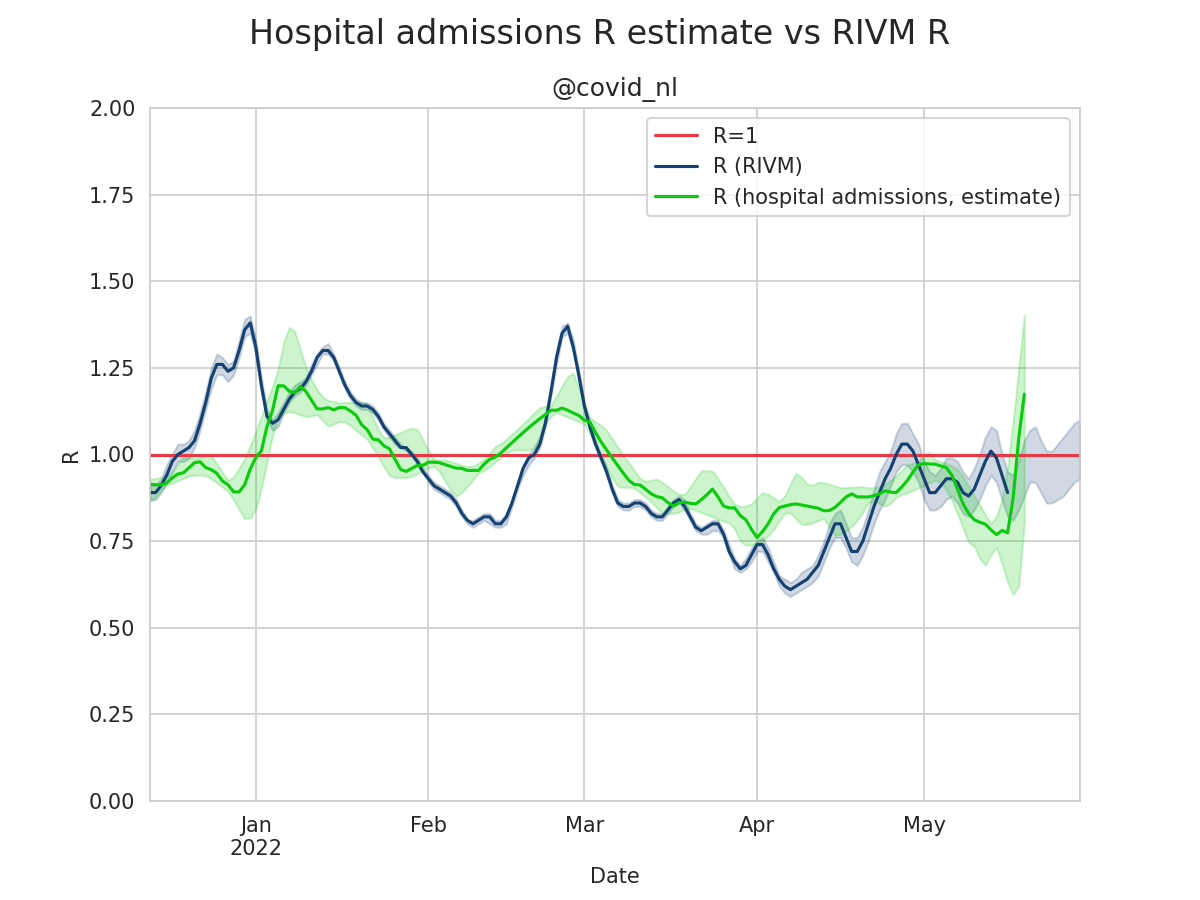 Hospital admissions R estimate vs RIVM R
@covid_nl
R=1
R (RIVM)
R (hospital admissions, estimate)
2.00
1.75
1.50
1.25
1.00
0.75
0.50
0.25
0.00
R
Jan Feb Mar Apr May
2022
Date